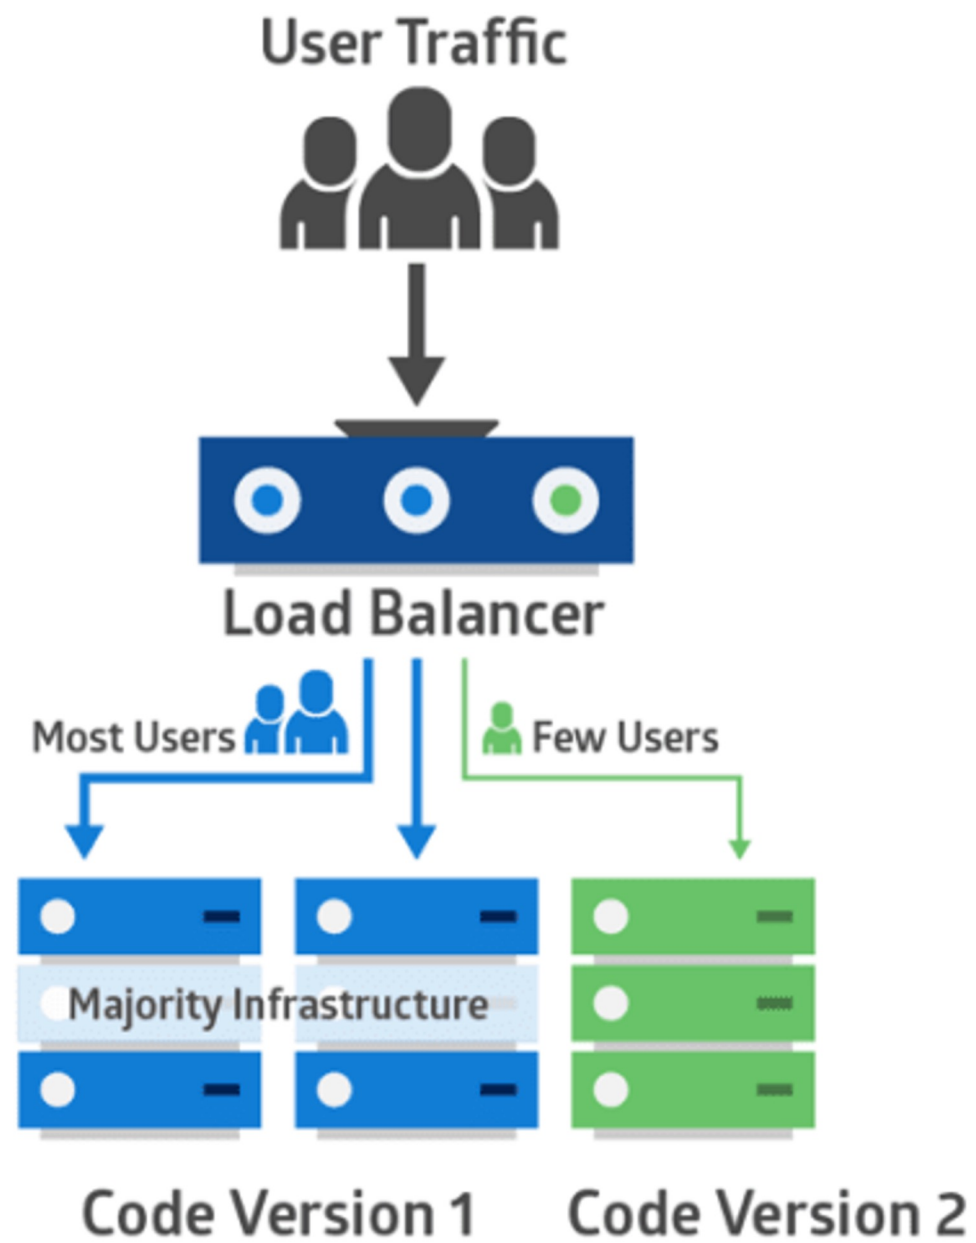 User Traffic
Load Balancer
Most Users
Few Users
Majority Infrastructure
Code Version 1
Code Version 2